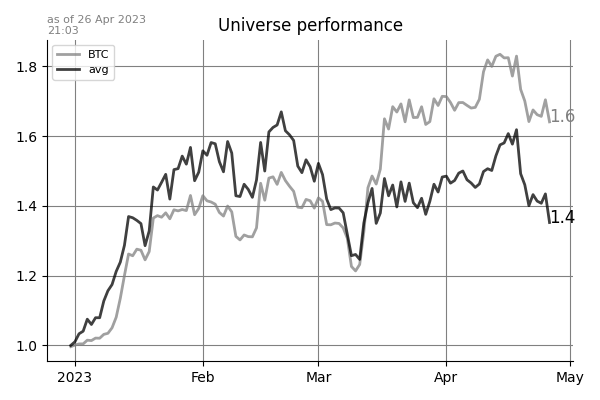 as of 26 Apr 2023
21:03
Universe performance
BTC
avg
1.8
1.6
1.4
1.2
1.0
1.6
1.4
2023 Feb Mar Apr May